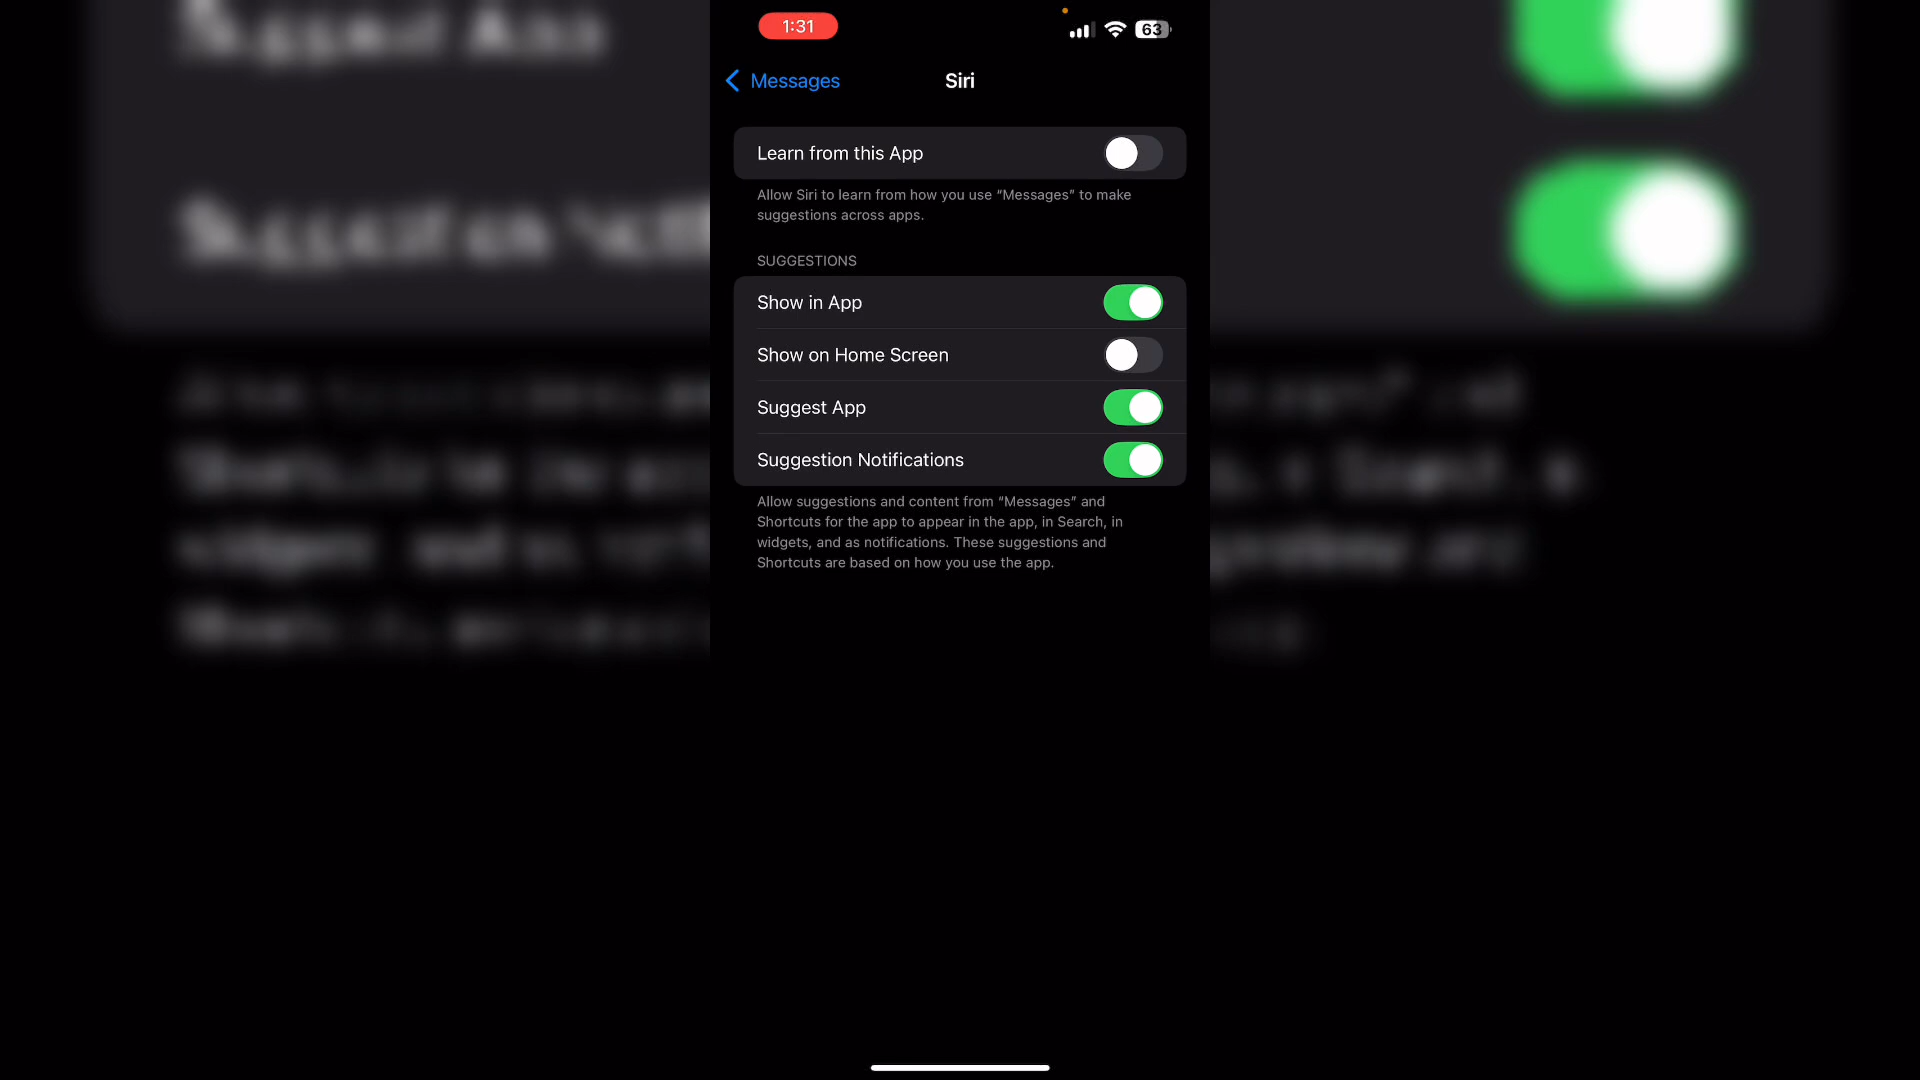 1:31
63
Messages
Siri
Learn from this App
Allow Siri to learn from how you use “Messages” to make
suggestions across apps.
SUGGESTIONS
Show in App
Show on Home Screen
Suggest App
Suggestion Notifications
Allow suggestions and content from “Messages” and
Shortcuts for the app to appear in the app, in Search, in
widgets, and as notifications. These suggestions and
Shortcuts are based on how you use the app.